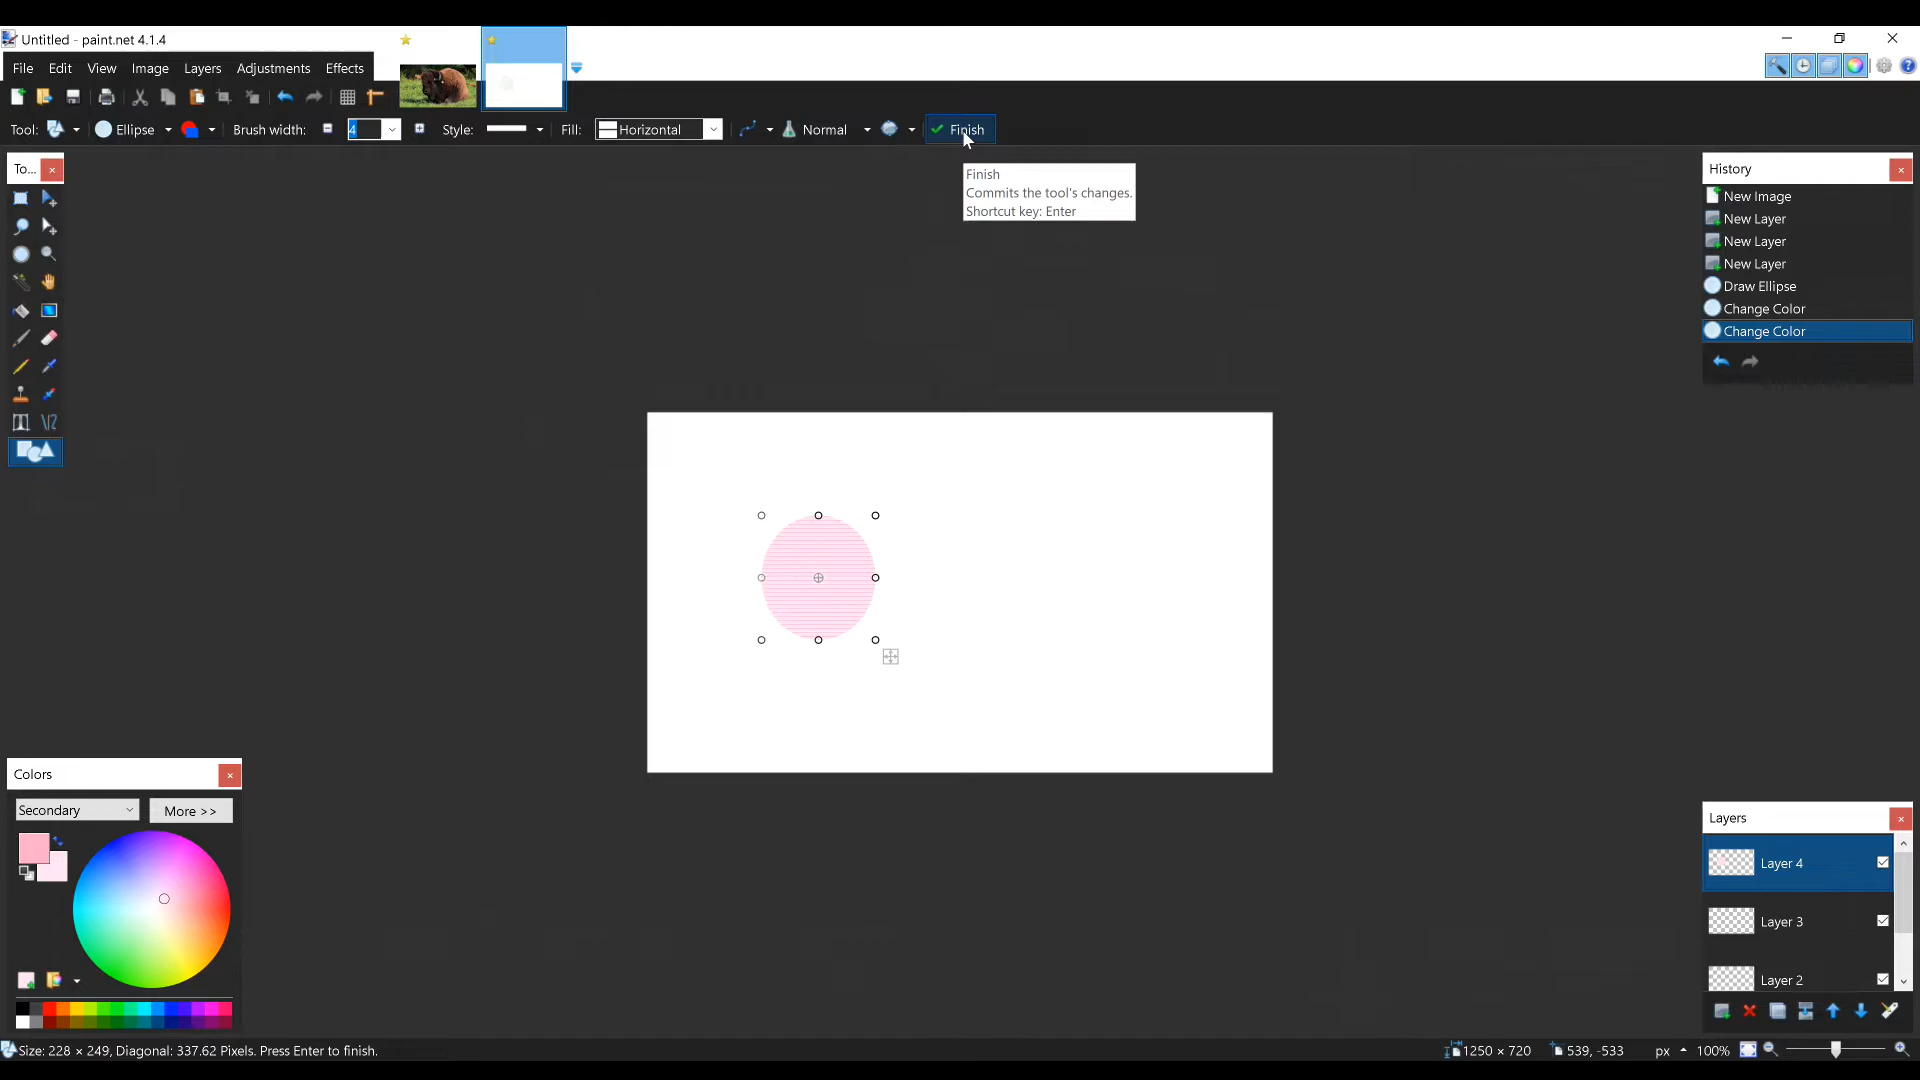 Untitled - paint.net 4.1.4
File Edit View Image Layers Adjustments Effects
Tool: Ellipse Brush width: 4 Style: Fill: Horizontal Normal Finish
To...
Finish
Commits the tool's changes.
Shortcut key: Enter
History
New Image
New Layer
New Layer
New Layer
Draw Ellipse
Change Color
Change Color
Colors
Secondary More >>
Layers
Layer 4
Layer 3
Layer 2
Size: 228 × 249, Diagonal: 337.62 Pixels. Press Enter to finish. 1250 × 720 539, -533 px 100%